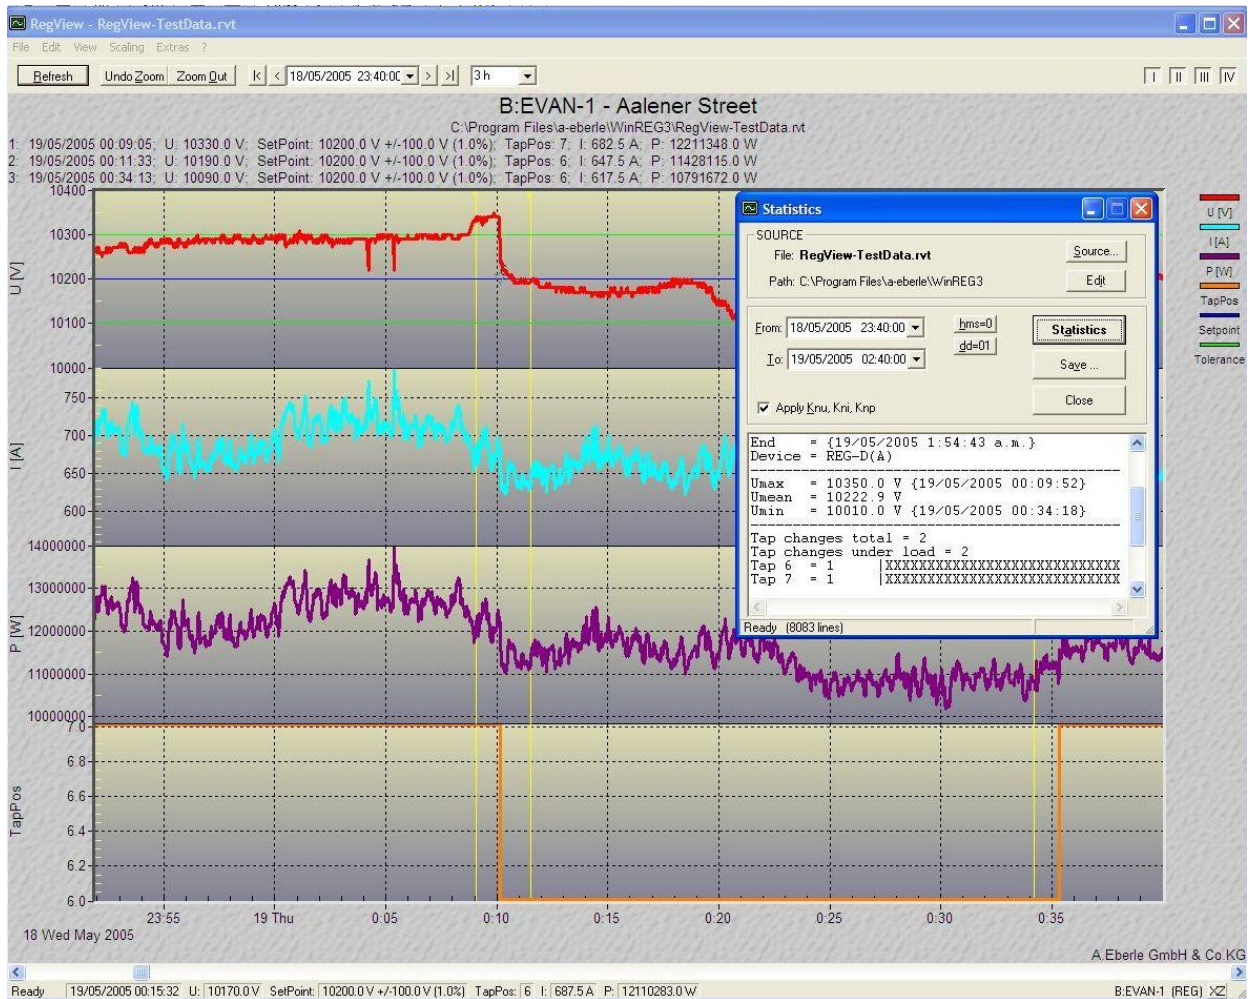 RegView - RegView-TestData.rvt
File Edit View Scaling Extras ?
Refresh Undo Zoom Zoom Out 18/05/2005 23:40:00 3 h I II III IV
B:EVAN-1 - Aalener Street
C:\Program Files\a-eberle\WinREG3\RegView-TestData.rvt
1: 19/05/2005 00:09:05; U: 10330.0 V; SetPoint: 10200.0 V +/-100.0 V (1.0%); TapPos: 7; I: 682.5 A; P: 12211348.0 W
2: 19/05/2005 00:11:33; U: 10190.0 V; SetPoint: 10200.0 V +/-100.0 V (1.0%); TapPos: 6; I: 647.5 A; P: 11428115.0 W
3: 19/05/2005 00:34:13; U: 10090.0 V; SetPoint: 10200.0 V +/-100.0 V (1.0%); TapPos: 6; I: 617.5 A; P: 10791672.0 W
10400
10300
10200
10100
10000
U [V]
750
700
650
600
I [A]
14000000
13000000
12000000
11000000
10000000
P [W]
7.0
6.8
6.6
6.4
6.2
6.0
TapPos
23:55 19 Thu 0:05 0:10 0:15 0:20 0:25 0:30 0:35
18 Wed May 2005
U [V]
I [A]
P [W]
TapPos
Setpoint
Tolerance
Statistics
SOURCE
File: RegView-TestData.rvt
Source...
Path: C:\Program Files\a-eberle\WinREG3
Edit
From: 18/05/2005 23:40:00
hms=0
Statistics
To: 19/05/2005 02:40:00
dd=01
Save ...
Apply Knu, Kni, Knp
Close
End = {19/05/2005 1:54:43 a.m.}
Device = REG-D(A)
Umax = 10350.0 V {19/05/2005 00:09:52}
Umean = 10222.9 V
Umin = 10010.0 V {19/05/2005 00:34:18}
Tap changes total = 2
Tap changes under load = 2
Tap 6 = 1 |XXXXXXXXXXXXXXXXXXXXXXXXXXXX
Tap 7 = 1 |XXXXXXXXXXXXXXXXXXXXXXXXXXXX
Ready (8083 lines)
A.Eberle GmbH & Co.KG
Ready 19/05/2005 00:15:32 U: 10170.0 V SetPoint: 10200.0 V +/-100.0 V (1.0%) TapPos: 6 I: 687.5 A P: 12110283.0 W B:EVAN-1 (REG) XZ